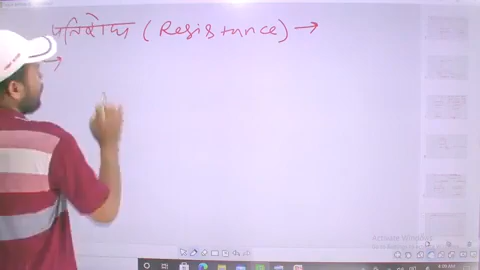 प्रतिरोध (Resistance) →
→
Activate Windows